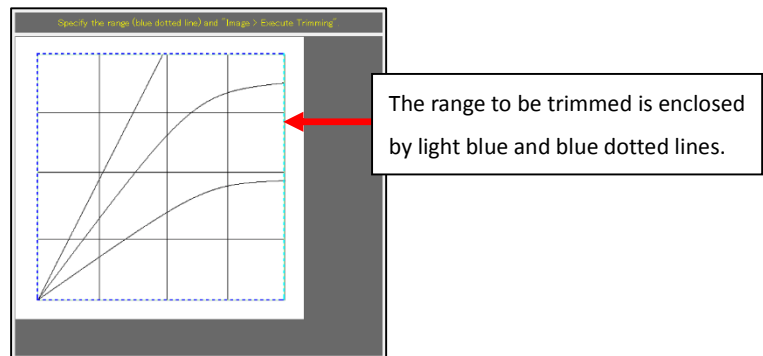 Specify the range (blue dotted line) and "Image > Execute Trimming".
The range to be trimmed is enclosed
by light blue and blue dotted lines.